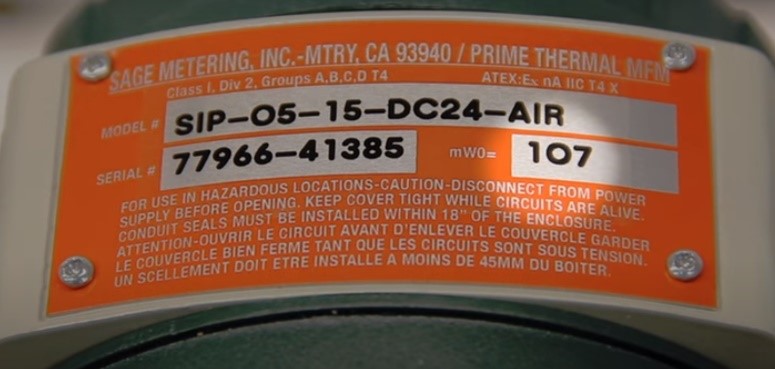 SAGE METERING, INC.-MTRY, CA 93940 / PRIME THERMAL MFM
Class I, Div 2, Groups A,B,C,D T4 ATEX:Ex nA IIC T4 X
MODEL # SIP-05-15-DC24-AIR
SERIAL # 77966-41385 mW0= 107
FOR USE IN HAZARDOUS LOCATIONS-CAUTION-DISCONNECT FROM POWER
SUPPLY BEFORE OPENING. KEEP COVER TIGHT WHILE CIRCUITS ARE ALIVE.
CONDUIT SEALS MUST BE INSTALLED WITHIN 18" OF THE ENCLOSURE.
ATTENTION-OUVRIR LE CIRCUIT AVANT D'ENLEVER LE COUVERCLE GARDER
LE COUVERCLE BIEN FERME TANT QUE LES CIRCUITS SONT SOUS TENSION.
UN SCELLEMENT DOIT ETRE INSTALLE A MOINS DE 45MM DU BOITER.